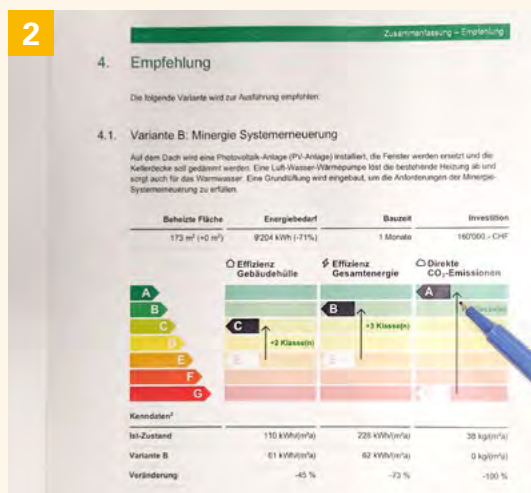 2
Zusammenfassung – Empfehlung
4. Empfehlung
Die folgende Variante wird zur Ausführung empfohlen:
4.1. Variante B: Minergie Systemerneuerung
Auf dem Dach wird eine Photovoltaik-Anlage (PV-Anlage) installiert, die Fenster werden ersetzt und die
Kellerdecke soll gedämmt werden. Eine Luft-Wasser-Wärmepumpe löst die bestehende Heizung ab und
sorgt auch für das Warmwasser. Eine Grundlüftung wird eingebaut, um die Anforderungen der Minergie-
Systemerneuerung zu erfüllen.
Beheizte Fläche Energiebedarf Bauzeit Investition
173 m² (+0 m²) 9'204 kWh (-71%) 1 Monate 160'000.- CHF
Effizienz Gebäudehülle
Effizienz Gesamtenergie
Direkte CO₂-Emissionen
A A
B B
C C
+2 Klasse(n) +3 Klasse(n)
D
E E E
F
G
Kenndaten²
Ist-Zustand 110 kWh/(m²a) 228 kWh/(m²a) 38 kg/(m²a)
Variante B 61 kWh/(m²a) 62 kWh/(m²a) 0 kg/(m²a)
Veränderung -45 % -73 % -100 %